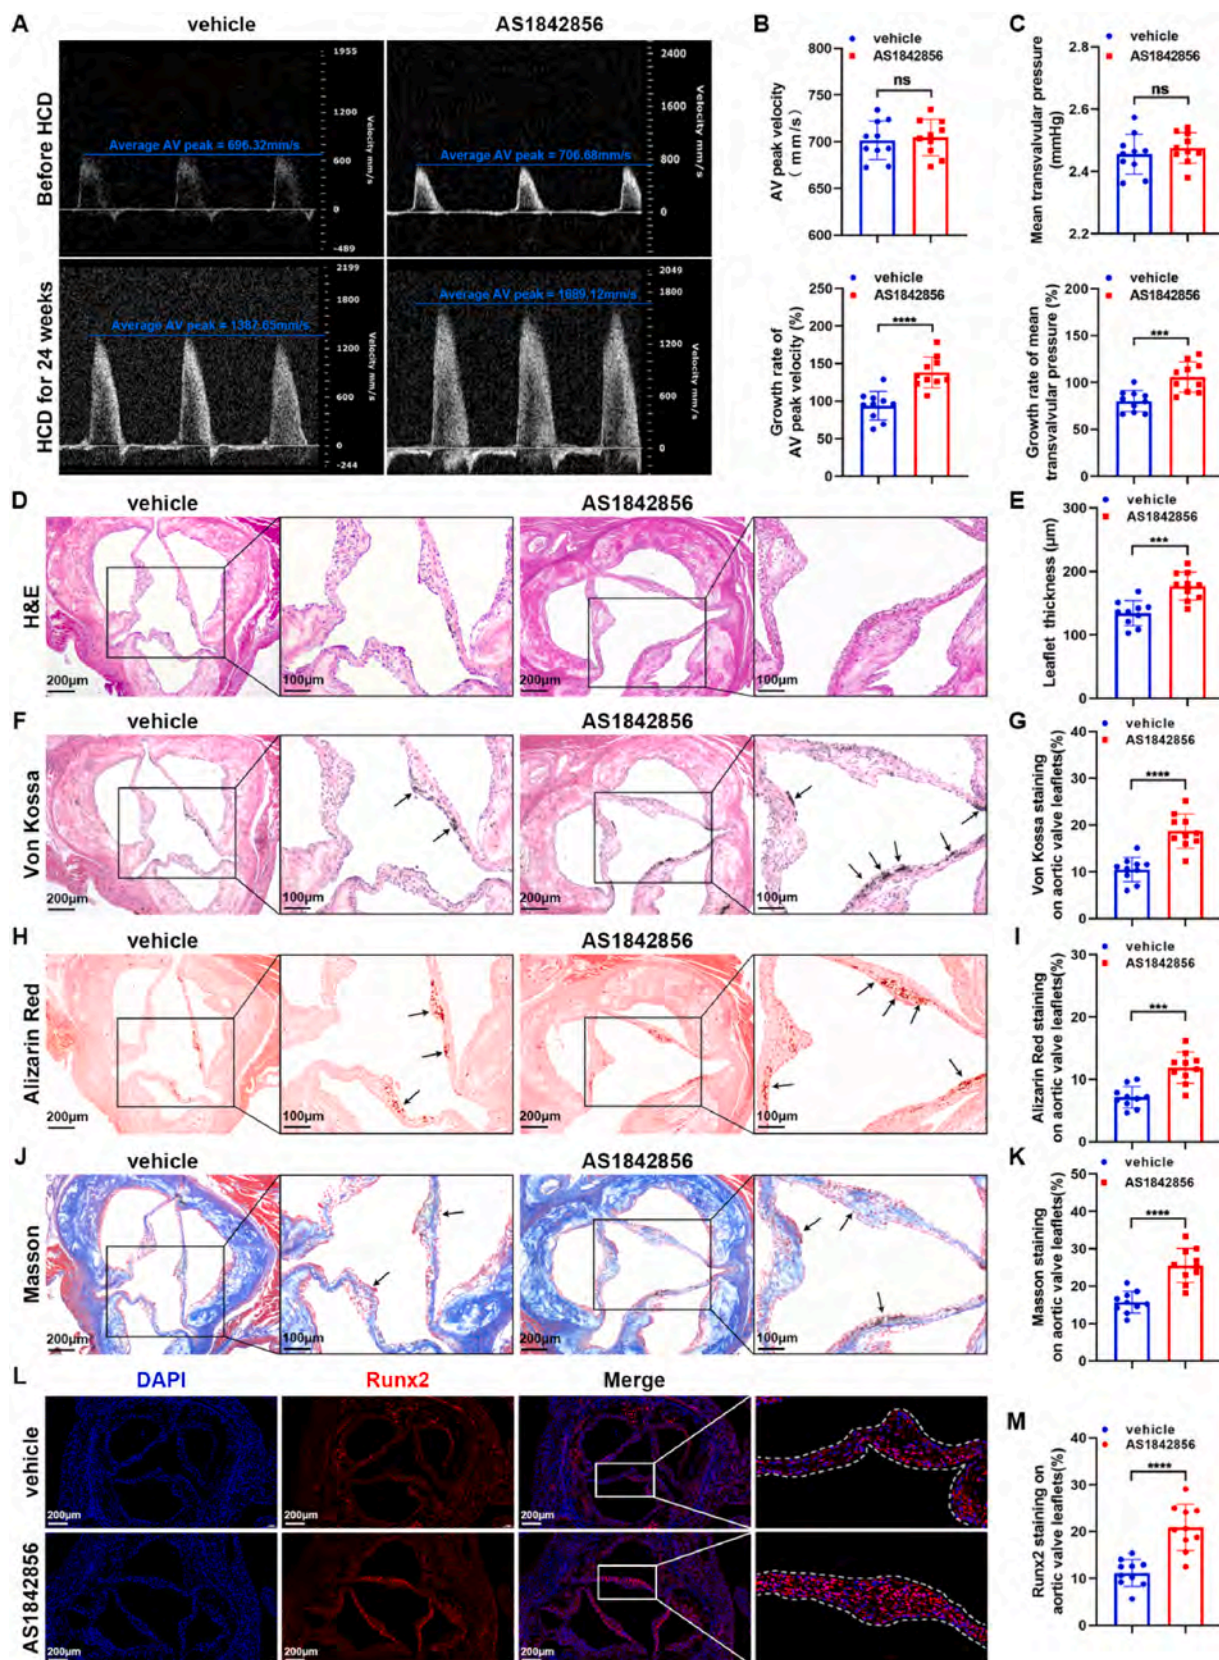 A
vehicle
AS1842856
Before HCD
1955
1200
600
0
-489
Velocity mm/s
Average AV peak = 696.32mm/s
2400
1600
800
0
Velocity mm/s
Average AV peak = 706.68mm/s
HCD for 24 weeks
2199
1800
1200
600
0
-244
Velocity mm/s
2049
1800
1200
600
0
Velocity mm/s
B
vehicle
AS1842856
AV peak velocity
(mm/s)
800
750
700
650
600
ns
vehicle
AS1842856
Growth rate of
AV peak velocity (%)
250
200
150
100
50
0
****
C
vehicle
AS1842856
Mean transvalvular pressure
(mmHg)
2.8
2.6
2.4
2.2
ns
vehicle
AS1842856
Growth rate of mean
transvalvular pressure (%)
200
150
100
50
0
***
D
vehicle
AS1842856
H&E
200μm
100μm
200μm
100μm
E
vehicle
AS1842856
Leaflet thickness (μm)
300
200
100
0
***
F
vehicle
AS1842856
Von Kossa
200μm
100μm
200μm
100μm
G
vehicle
AS1842856
Von Kossa staining
on aortic valve leaflets(%)
40
30
20
10
0
****
H
vehicle
AS1842856
Alizarin Red
200μm
100μm
200μm
100μm
I
vehicle
AS1842856
Alizarin Red staining
on aortic valve leaflets(%)
30
20
10
0
***
J
vehicle
AS1842856
Masson
200μm
100μm
200μm
100μm
K
vehicle
AS1842856
Masson staining
on aortic valve leaflets(%)
50
40
30
20
10
0
****
L
DAPI
Runx2
Merge
vehicle
200μm
200μm
200μm
AS1842856
200μm
200μm
200μm
M
vehicle
AS1842856
Runx2 staining on
aortic valve leaflets(%)
40
30
20
10
0
****